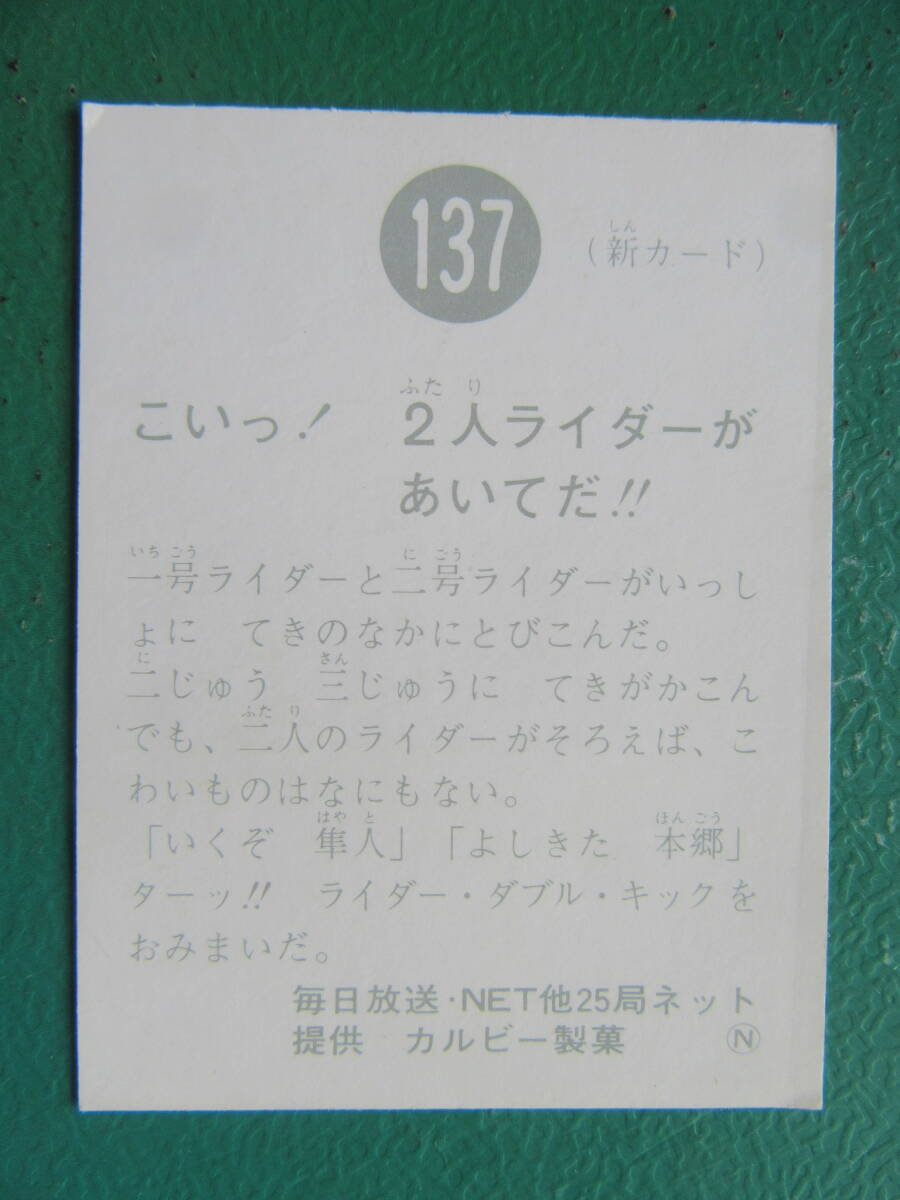 137
（新カード）
こいっ！　２人ライダーが
あいてだ!!
一号ライダーと二号ライダーがいっし
ょに　てきのなかにとびこんだ。
二じゅう　三じゅうに　てきがかこん
でも、二人のライダーがそろえば、こ
わいものはなにもない。
「いくぞ　隼人」「よしきた　本郷」
ターッ!!　ライダー・ダブル・キックを
おみまいだ。
毎日放送・NET他25局ネット
提供　カルビー製菓　Ⓝ